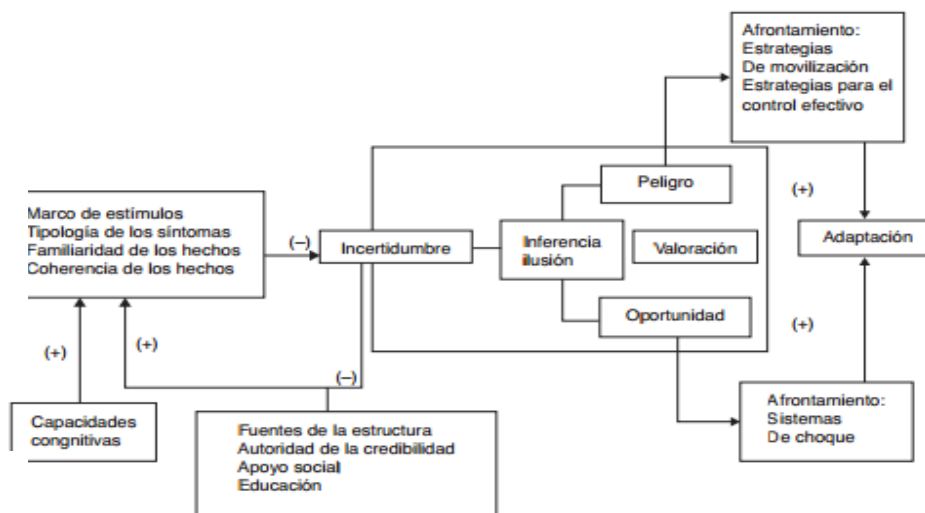 Afrontamiento:
Estrategias
De movilización
Estrategias para el
control efectivo
Peligro
(+)
Marco de estímulos
Tipología de los síntomas
Familiaridad de los hechos
Coherencia de los hechos
(–)
Incertidumbre
Inferencia
ilusión
Valoración
Adaptación
Oportunidad
(+)
(+)
(+)
(–)
Capacidades
congnitivas
Fuentes de la estructura
Autoridad de la credibilidad
Apoyo social
Educación
Afrontamiento:
Sistemas
De choque